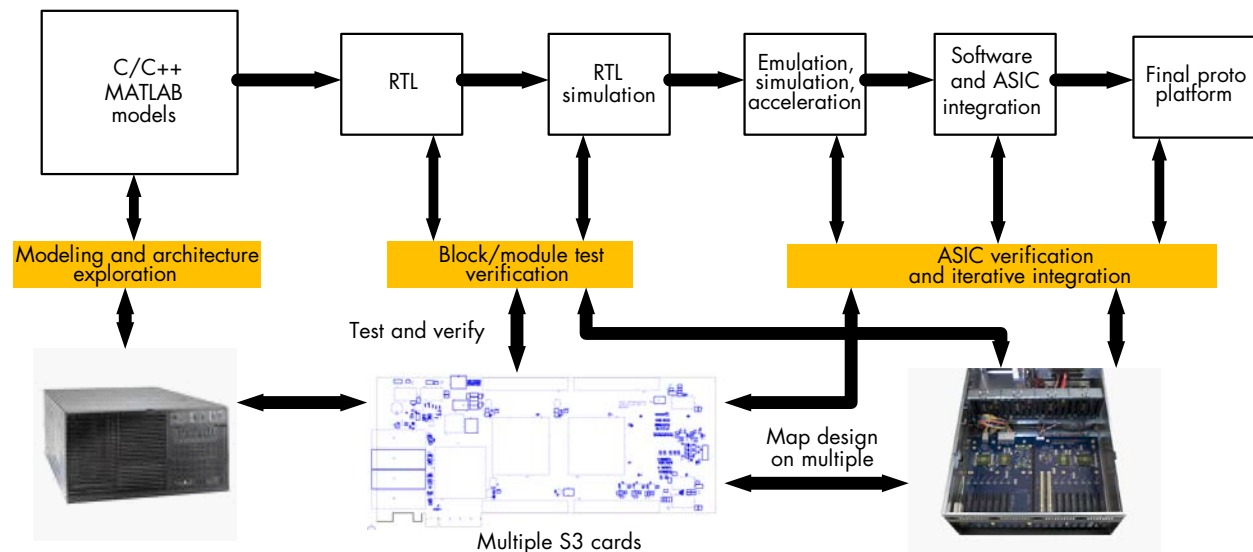 C/C++
MATLAB
models
RTL
RTL
simulation
Emulation,
simulation,
acceleration
Software
and ASIC
integration
Final proto
platform
Modeling and architecture
exploration
Block/module test
verification
ASIC verification
and iterative integration
Test and verify
Map design
on multiple
Multiple S3 cards